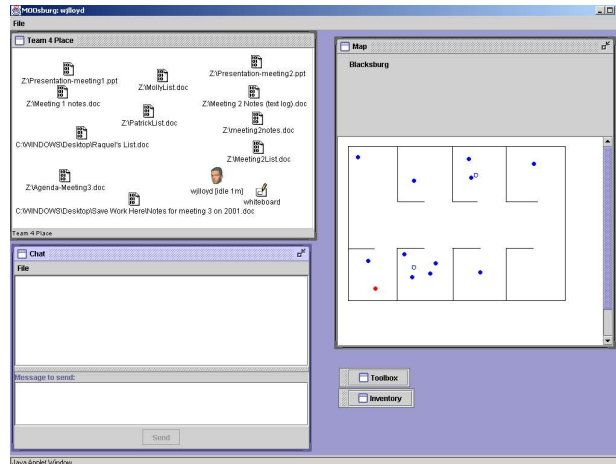 MOOsburg: wjlloyd
File
Team 4 Place
Z:\Presentation-meeting1.ppt
Z:\MollyList.doc
Z:\Presentation-meeting2.ppt
Z:\Meeting 1 notes.doc
Z:\Meeting 2 Notes (text log).doc
Z:\PatrickList.doc
Z:\meeting2notes.doc
C:\WINDOWS\Desktop\Raquel's List.doc
Z:\Meeting2List.doc
Z:\Agenda-Meeting3.doc
wjlloyd [idle 1m]
whiteboard
C:\WINDOWS\Desktop\Save Work Here\Notes for meeting 3 on 2001.doc
Team 4 Place
Map
Blacksburg
Chat
File
Message to send:
Send
Toolbox
Inventory
Java Applet Window